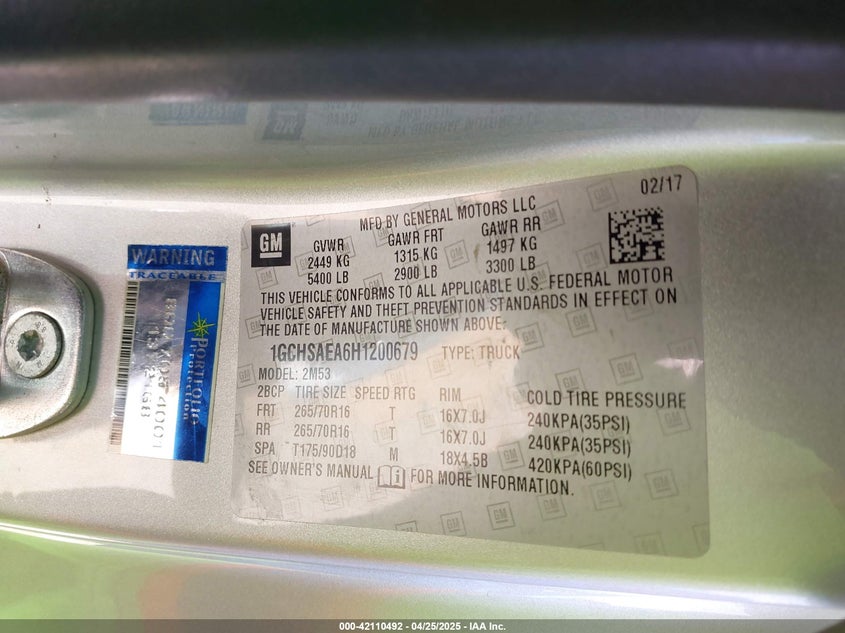 02/17
MFD BY GENERAL MOTORS LLC
GM
GVWR GAWR FRT GAWR RR
2449 KG 1315 KG 1497 KG
5400 LB 2900 LB 3300 LB
THIS VEHICLE CONFORMS TO ALL APPLICABLE U.S. FEDERAL MOTOR
VEHICLE SAFETY AND THEFT PREVENTION STANDARDS IN EFFECT ON
THE DATE OF MANUFACTURE SHOWN ABOVE.
1GCHSAEA6H1200679 TYPE: TRUCK
MODEL: 2M53
2BCP TIRE SIZE SPEED RTG RIM COLD TIRE PRESSURE
FRT 265/70R16 T 16X7.0J 240KPA(35PSI)
RR 265/70R16 T 16X7.0J 240KPA(35PSI)
SPA T175/90D18 M 18X4.5B 420KPA(60PSI)
SEE OWNER'S MANUAL FOR MORE INFORMATION.
WARNING
TRACEABLE
PORTFOLIO
PROTECTION
000-42110492 - 04/25/2025 - IAA Inc.